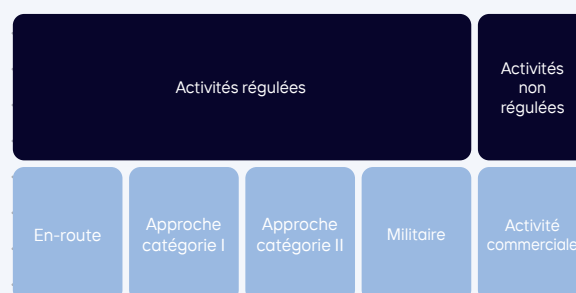 Activités régulées
Activités
non
régulées
En-route
Approche
catégorie I
Approche
catégorie II
Militaire
Activité
commerciale